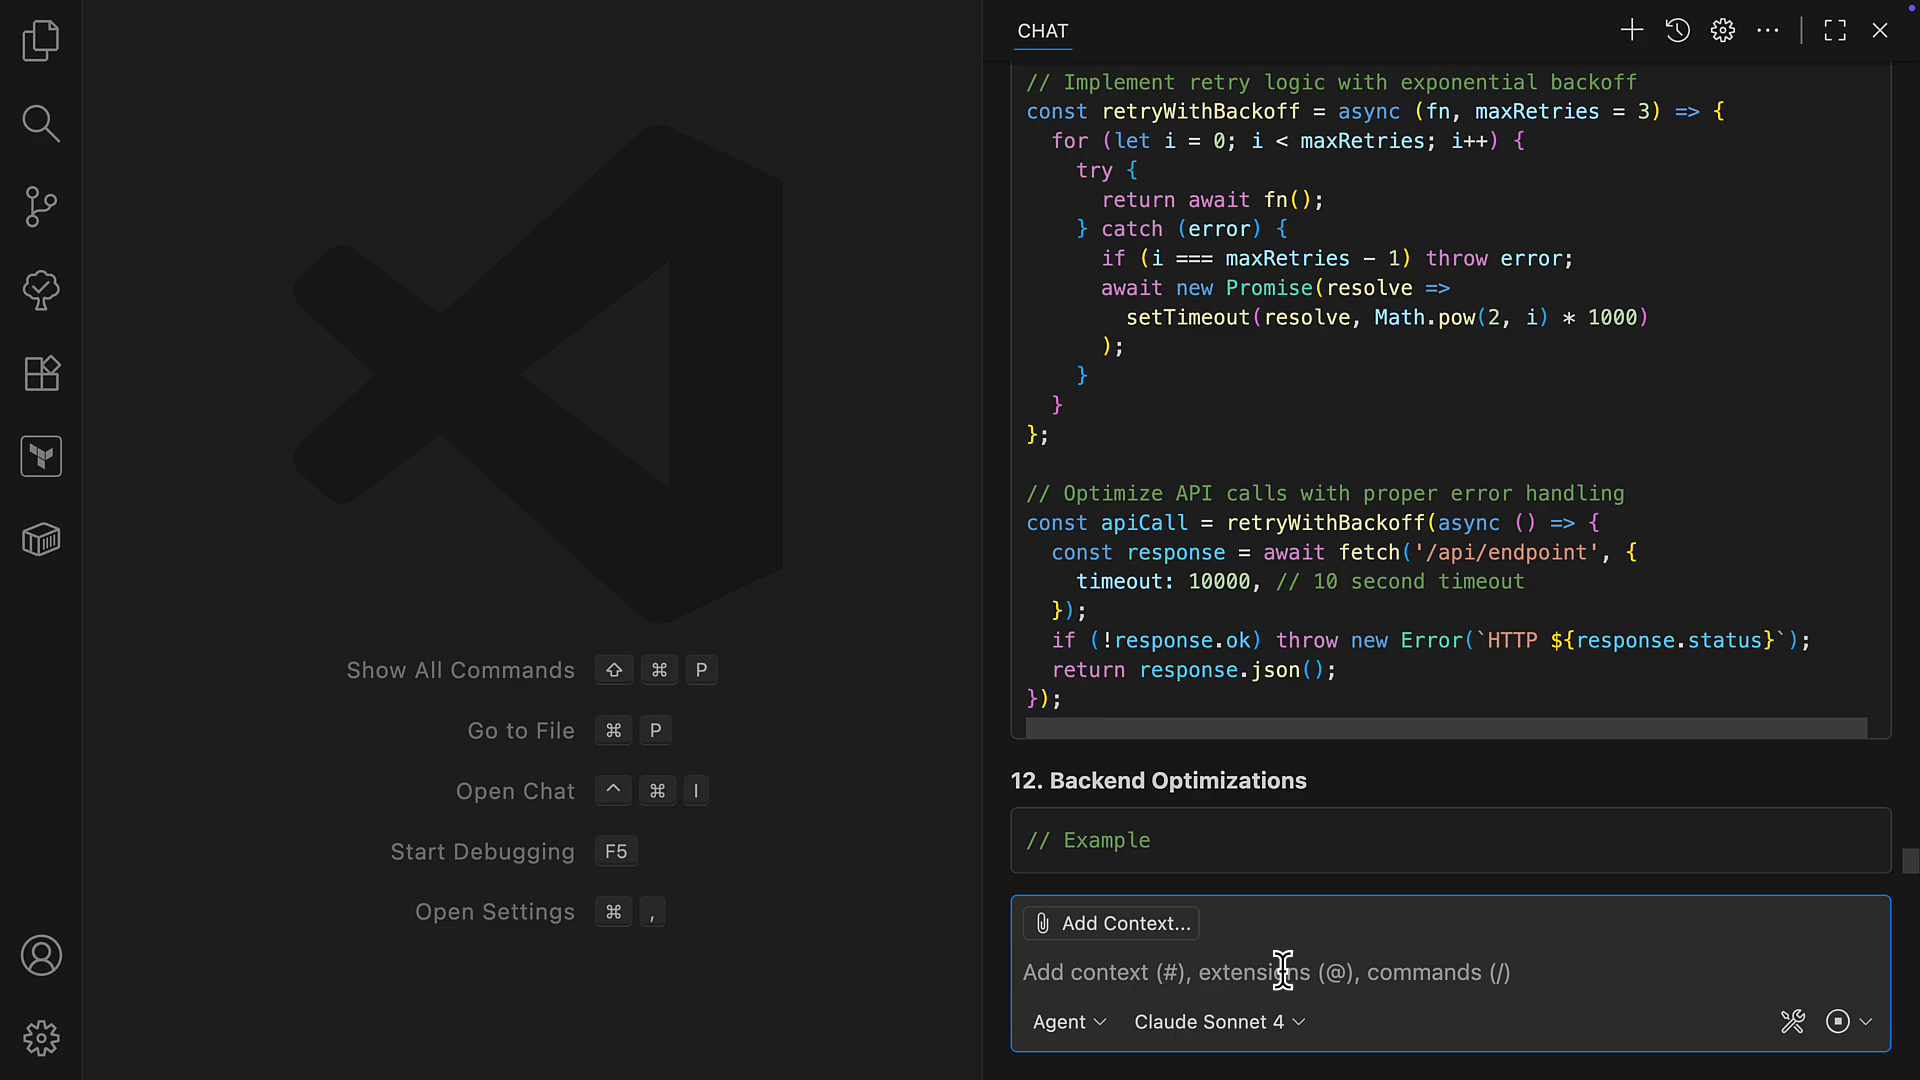 CHAT
// Implement retry logic with exponential backoff
const retryWithBackoff = async (fn, maxRetries = 3) => {
  for (let i = 0; i < maxRetries; i++) {
    try {
      return await fn();
    } catch (error) {
      if (i === maxRetries - 1) throw error;
      await new Promise(resolve =>
        setTimeout(resolve, Math.pow(2, i) * 1000)
      );
    }
  }
};
// Optimize API calls with proper error handling
const apiCall = retryWithBackoff(async () => {
  const response = await fetch('/api/endpoint', {
    timeout: 10000, // 10 second timeout
  });
  if (!response.ok) throw new Error(`HTTP ${response.status}`);
  return response.json();
});
12. Backend Optimizations
// Example
Add Context...
Add context (#), extensions (@), commands (/)
Agent Claude Sonnet 4
Show All Commands ⇧ ⌘ P
Go to File ⌘ P
Open Chat ^ ⌘ I
Start Debugging F5
Open Settings ⌘ ,